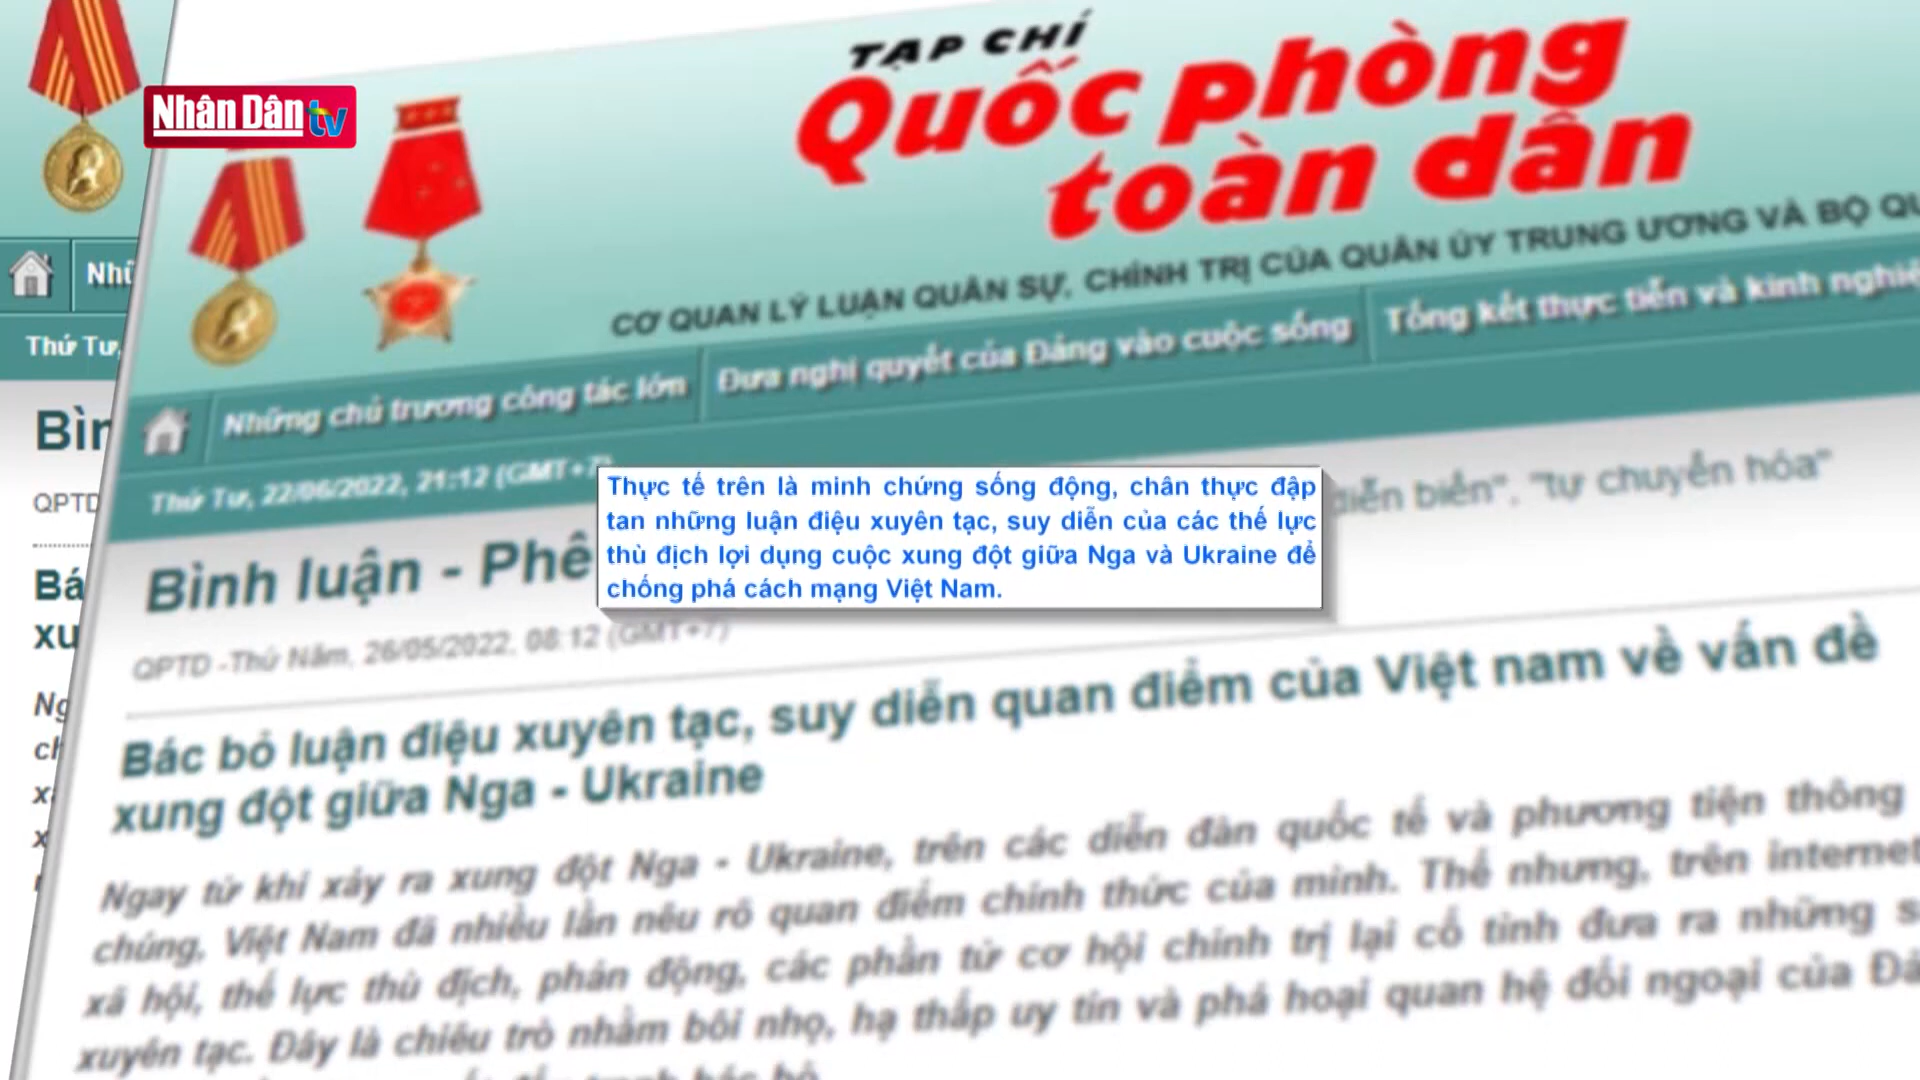 Nhân Dân tv
TẠP CHÍ
Quốc phòng
toàn dân
CƠ QUAN LÝ LUẬN QUÂN SỰ, CHÍNH TRỊ CỦA QUÂN ỦY TRUNG ƯƠNG VÀ BỘ
Những chủ trương công tác lớn
Đưa nghị quyết của Đảng vào cuộc sống
Tổng kết thực tiễn và kinh
Thứ Tư,
Thứ Tư, 22/06/2022, 21:12 (GMT+7)
diễn biến", "tự chuyển hóa"
Bình luận - Phê
Thực tế trên là minh chứng sống động, chân thực đập
tan những luận điệu xuyên tạc, suy diễn của các thế lực
thù địch lợi dụng cuộc xung đột giữa Nga và Ukraine để
chống phá cách mạng Việt Nam.
QPTD
QPTD -Thứ Năm, 26/05/2022, 08:12 (GMT+7)
Bác bỏ luận điệu xuyên tạc, suy diễn quan điểm của Việt nam về vấn đề
xung đột giữa Nga - Ukraine
Ngay từ khi xảy ra xung đột Nga - Ukraine, trên các diễn đàn quốc tế và phương tiện thông
chúng, Việt Nam đã nhiều lần nêu rõ quan điểm chính thức của mình. Thế nhưng, trên internet
xã hội, thế lực thù địch, phản động, các phần tử cơ hội chính trị lại cố tình đưa ra những
xuyên tạc. Đây là chiêu trò nhằm bôi nhọ, hạ thấp uy tín và phá hoại quan hệ đối ngoại của